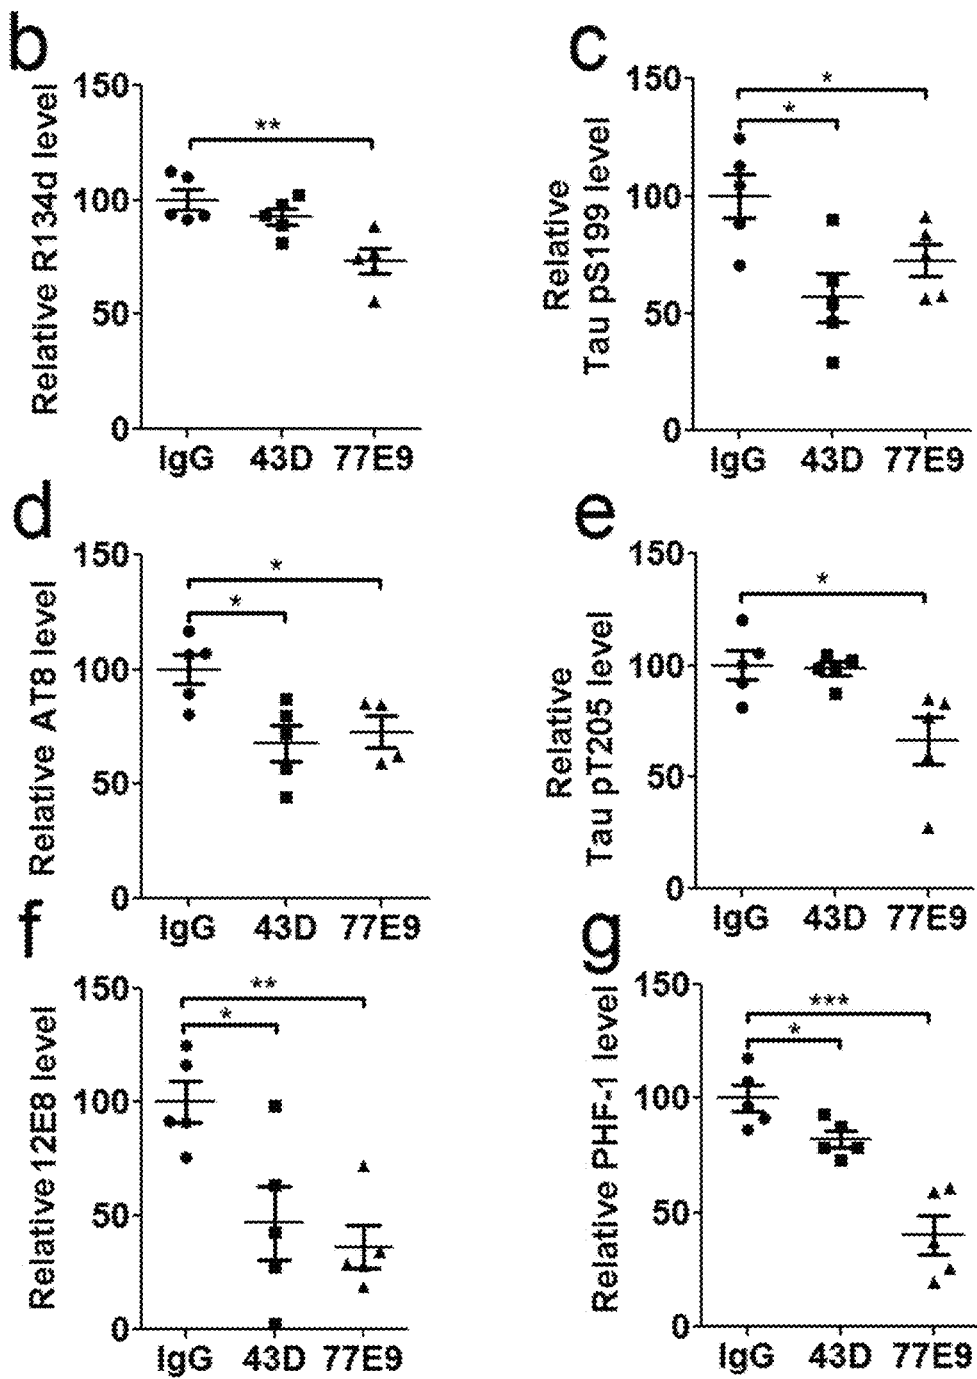 b
Relative R134d level
150
100
50
0
**
IgG 43D 77E9
c
Relative
Tau pS199 level
150
100
50
0
*
*
IgG 43D 77E9
d
Relative AT8 level
150
100
50
0
*
*
IgG 43D 77E9
e
Relative
Tau pT205 level
150
100
50
0
*
IgG 43D 77E9
f
Relative 12E8 level
150
100
50
0
**
*
IgG 43D 77E9
g
Relative PHF-1 level
150
100
50
0
***
*
IgG 43D 77E9